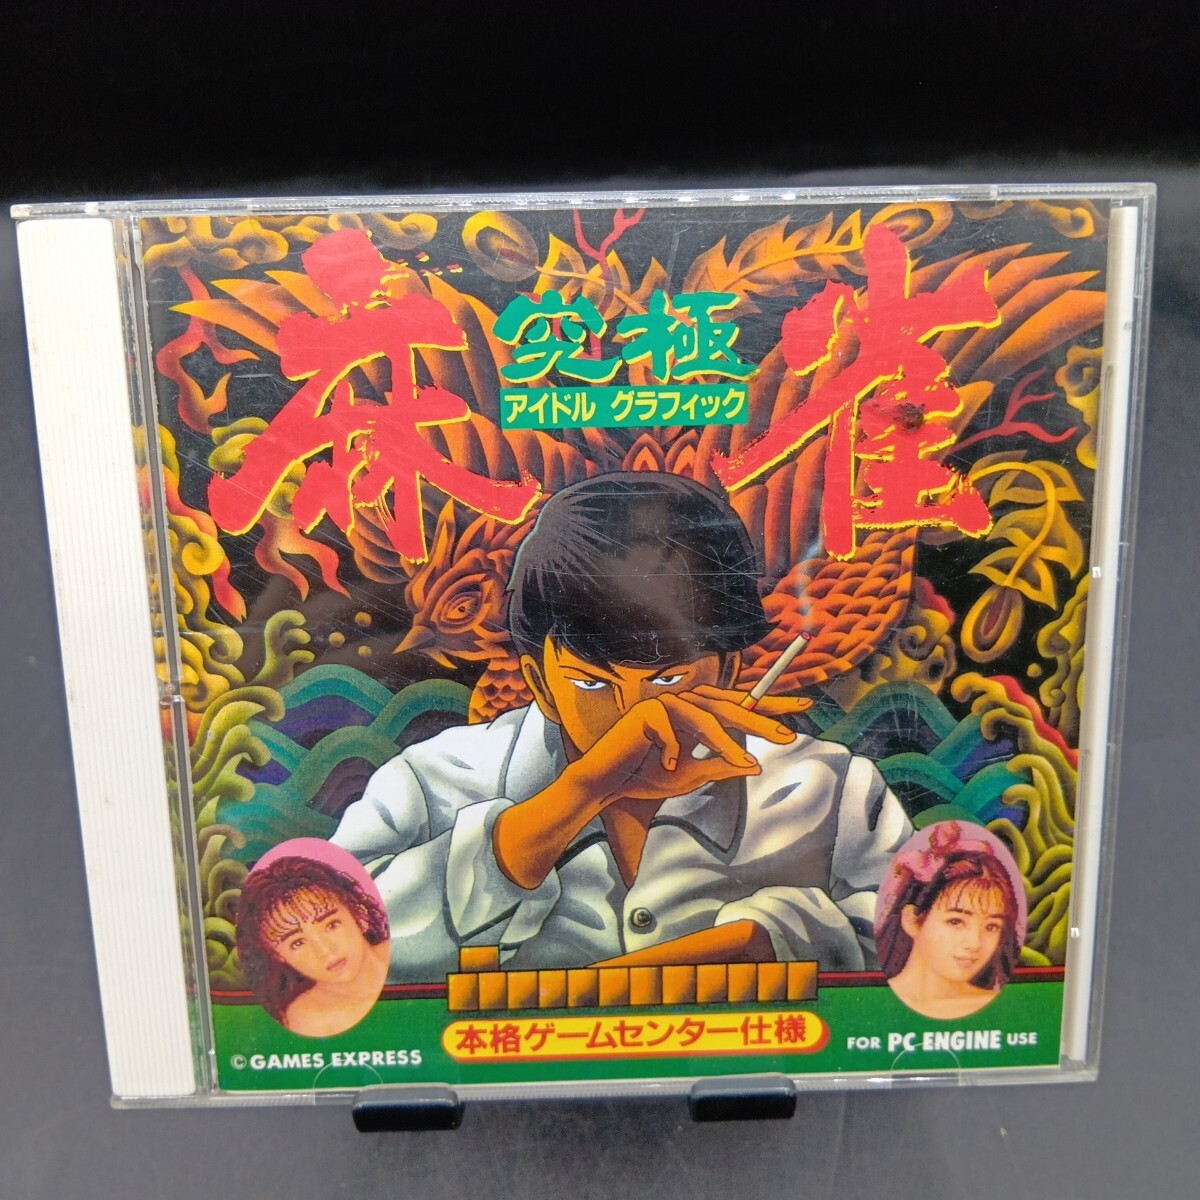 究極
麻雀
アイドル グラフィック
本格ゲームセンター仕様
© GAMES EXPRESS
FOR PC ENGINE USE